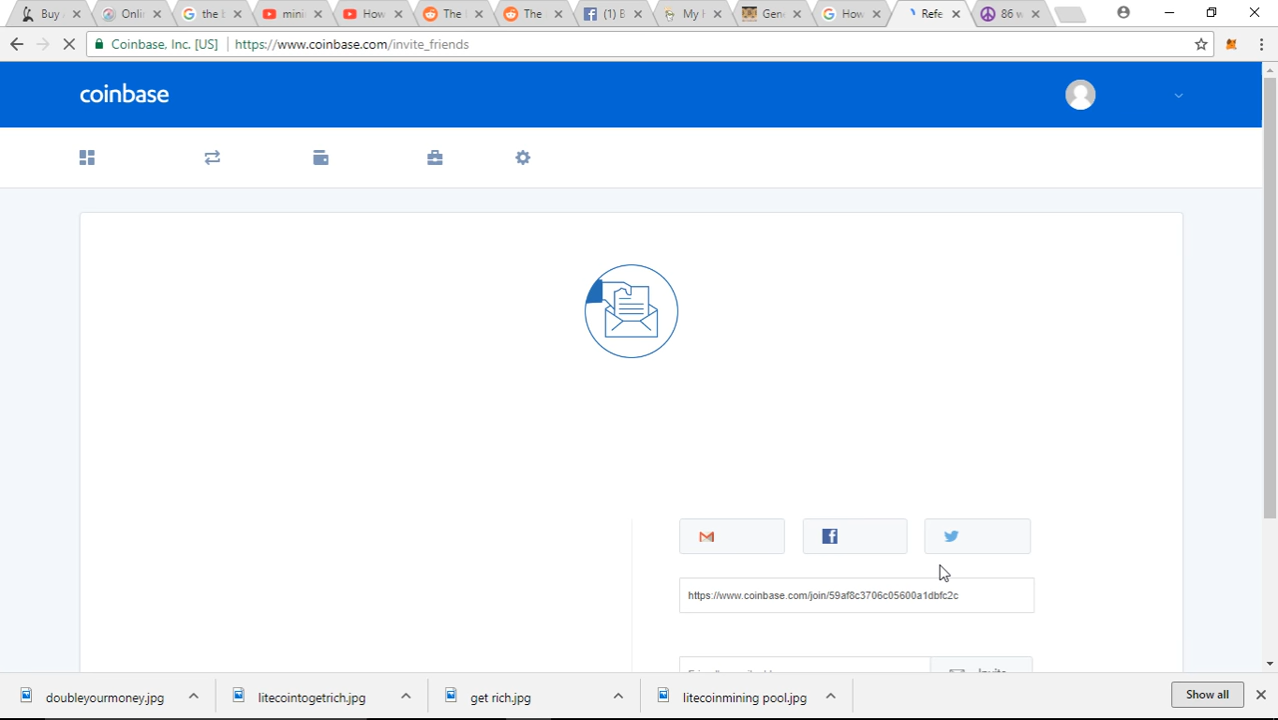 Buy
Onli
the b
mini
How
The
The
(1) B
My H
Gene
How
Refe
86 w
Coinbase, Inc. [US]
https://www.coinbase.com/invite_friends
coinbase
https://www.coinbase.com/join/59af8c3706c05600a1dbfc2c
doubleyourmoney.jpg
litecointogetrich.jpg
get rich.jpg
litecoinmining pool.jpg
Show all